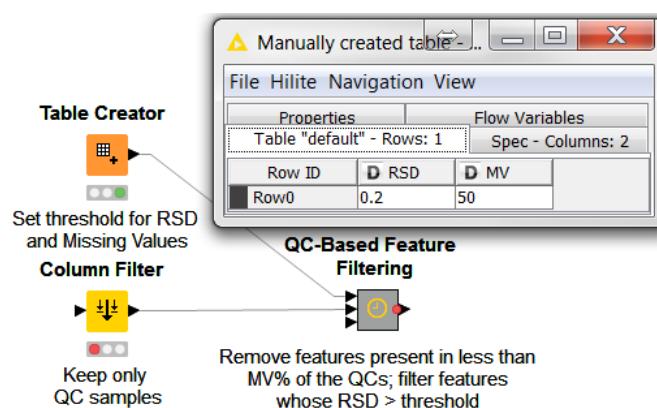 Manually created table - ...
File Hilite Navigation View
Properties
Flow Variables
Table "default" - Rows: 1
Spec - Columns: 2
Row ID
D RSD
D MV
Row0
0.2
50
Table Creator
Set threshold for RSD
and Missing Values
Column Filter
Keep only
QC samples
QC-Based Feature
Filtering
Remove features present in less than
MV% of the QCs; filter features
whose RSD > threshold